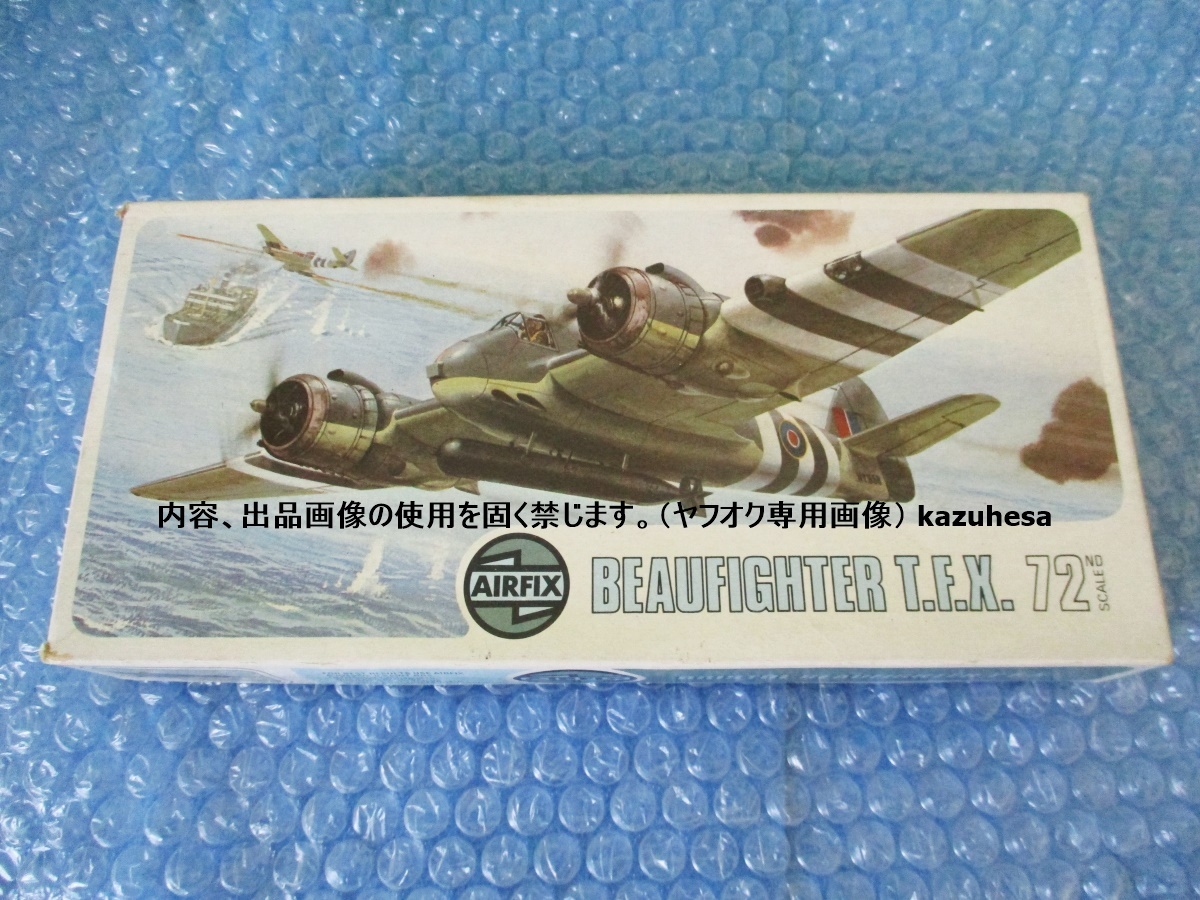 内容、出品画像の使用を固く禁じます。（ヤフオク専用画像） kazuhesa
AIRFIX
BEAUFIGHTER T.F.X. 72ND SCALE